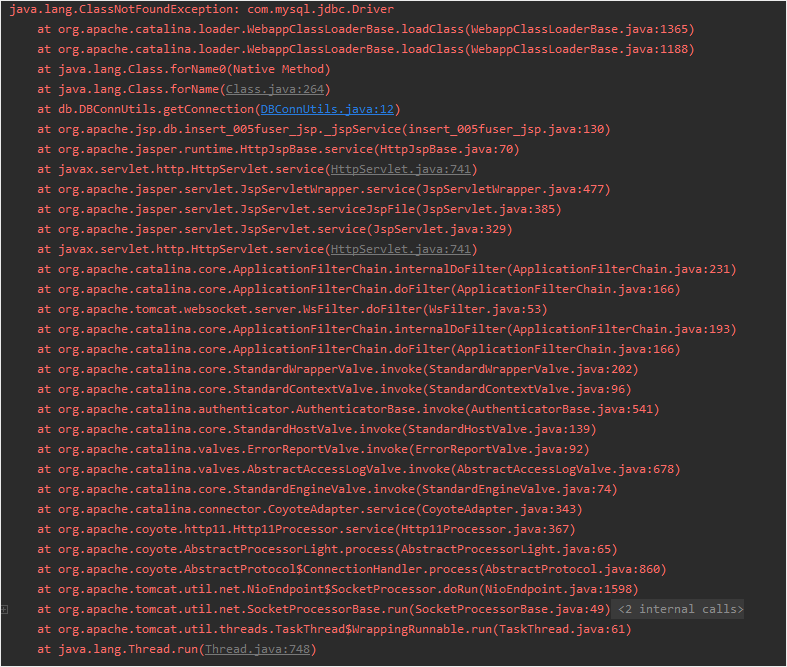 java.lang.ClassNotFoundException: com.mysql.jdbc.Driver
at org.apache.catalina.loader.WebappClassLoaderBase.loadClass(WebappClassLoaderBase.java:1365)
at org.apache.catalina.loader.WebappClassLoaderBase.loadClass(WebappClassLoaderBase.java:1188)
at java.lang.Class.forName0(Native Method)
at java.lang.Class.forName(Class.java:264)
at db.DBConnUtils.getConnection(DBConnUtils.java:12)
at org.apache.jsp.db.insert_005fuser_jsp._jspService(insert_005fuser_jsp.java:130)
at org.apache.jasper.runtime.HttpJspBase.service(HttpJspBase.java:70)
at javax.servlet.http.HttpServlet.service(HttpServlet.java:741)
at org.apache.jasper.servlet.JspServletWrapper.service(JspServletWrapper.java:477)
at org.apache.jasper.servlet.JspServlet.serviceJspFile(JspServlet.java:385)
at org.apache.jasper.servlet.JspServlet.service(JspServlet.java:329)
at javax.servlet.http.HttpServlet.service(HttpServlet.java:741)
at org.apache.catalina.core.ApplicationFilterChain.internalDoFilter(ApplicationFilterChain.java:231)
at org.apache.catalina.core.ApplicationFilterChain.doFilter(ApplicationFilterChain.java:166)
at org.apache.tomcat.websocket.server.WsFilter.doFilter(WsFilter.java:53)
at org.apache.catalina.core.ApplicationFilterChain.internalDoFilter(ApplicationFilterChain.java:193)
at org.apache.catalina.core.ApplicationFilterChain.doFilter(ApplicationFilterChain.java:166)
at org.apache.catalina.core.StandardWrapperValve.invoke(StandardWrapperValve.java:202)
at org.apache.catalina.core.StandardContextValve.invoke(StandardContextValve.java:96)
at org.apache.catalina.authenticator.AuthenticatorBase.invoke(AuthenticatorBase.java:541)
at org.apache.catalina.core.StandardHostValve.invoke(StandardHostValve.java:139)
at org.apache.catalina.valves.ErrorReportValve.invoke(ErrorReportValve.java:92)
at org.apache.catalina.valves.AbstractAccessLogValve.invoke(AbstractAccessLogValve.java:678)
at org.apache.catalina.core.StandardEngineValve.invoke(StandardEngineValve.java:74)
at org.apache.catalina.connector.CoyoteAdapter.service(CoyoteAdapter.java:343)
at org.apache.coyote.http11.Http11Processor.service(Http11Processor.java:367)
at org.apache.coyote.AbstractProcessorLight.process(AbstractProcessorLight.java:65)
at org.apache.coyote.AbstractProtocol$ConnectionHandler.process(AbstractProtocol.java:860)
at org.apache.tomcat.util.net.NioEndpoint$SocketProcessor.doRun(NioEndpoint.java:1598)
at org.apache.tomcat.util.net.SocketProcessorBase.run(SocketProcessorBase.java:49) <2 internal calls>
at org.apache.tomcat.util.threads.TaskThread$WrappingRunnable.run(TaskThread.java:61)
at java.lang.Thread.run(Thread.java:748)